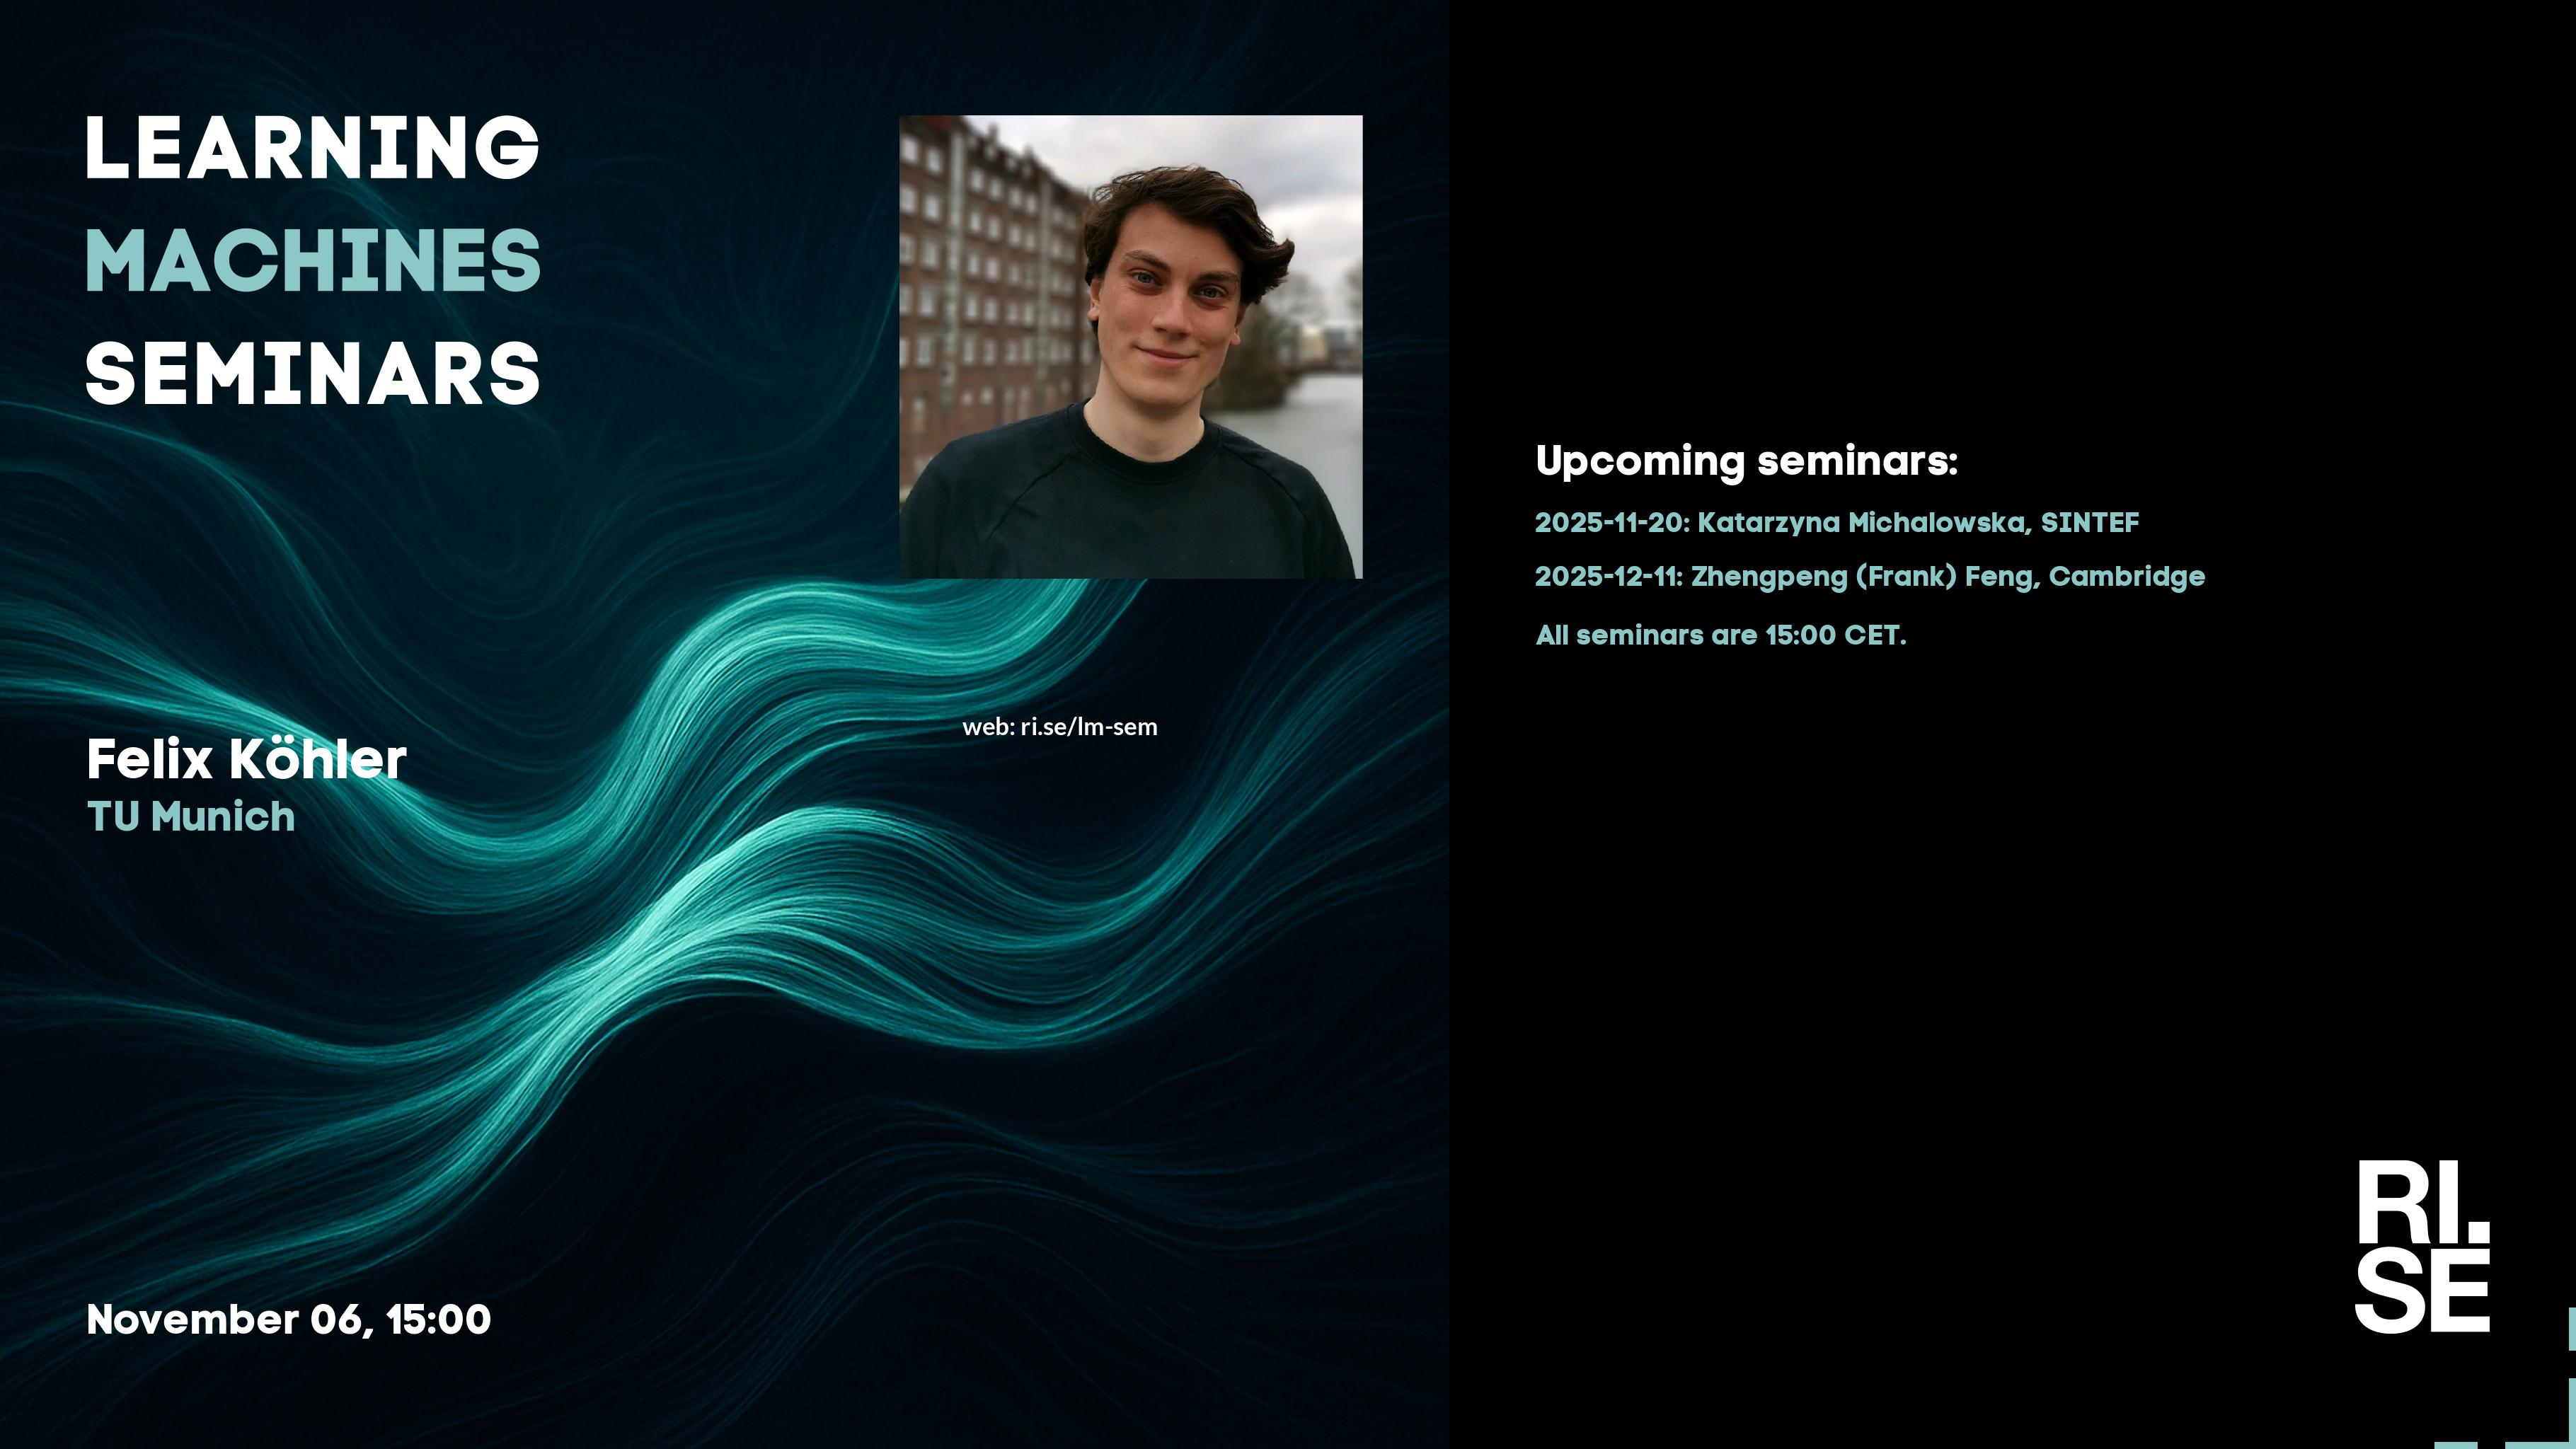 LEARNING
MACHINES
SEMINARS
Felix Köhler
TU Munich
web: ri.se/lm-sem
November 06, 15:00
Upcoming seminars:
2025-11-20: Katarzyna Michalowska, SINTEF
2025-12-11: Zhengpeng (Frank) Feng, Cambridge
All seminars are 15:00 CET.
RI.
SE